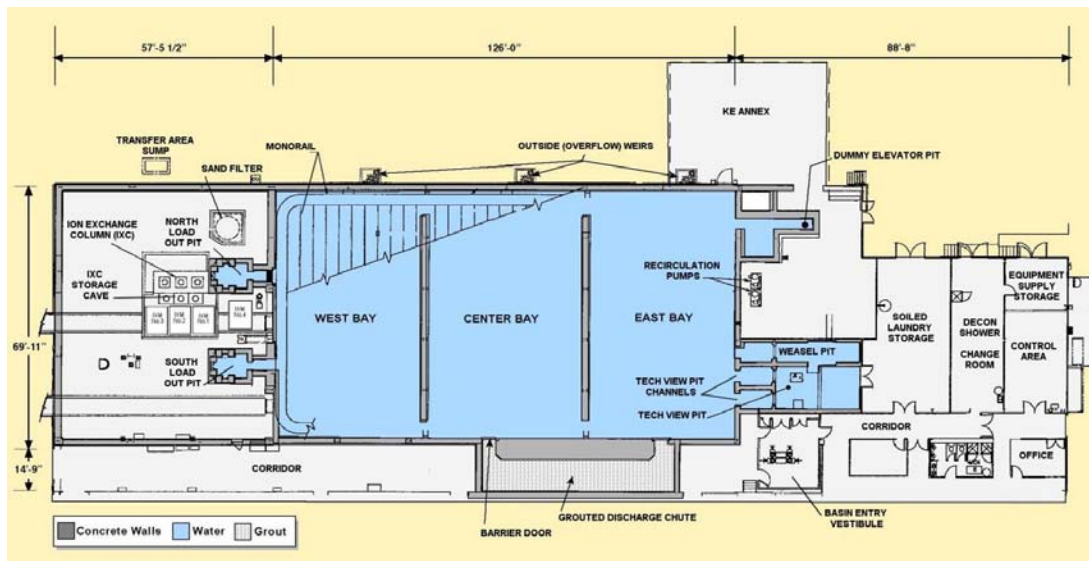 57'-5 1/2"
126'-0"
88'-8"
KE ANNEX
TRANSFER AREA
SUMP
MONORAIL
OUTSIDE (OVERFLOW) WEIRS
DUMMY ELEVATOR PIT
SAND FILTER
ION EXCHANGE
COLUMN (IXC)
NORTH
LOAD
OUT PIT
IXC
STORAGE
CAVE
RECIRCULATION
PUMPS
EQUIPMENT
SUPPLY
STORAGE
WEST BAY
CENTER BAY
EAST BAY
SOILED
LAUNDRY
STORAGE
DECON
SHOWER
CHANGE
ROOM
CONTROL
AREA
69'-11"
SOUTH
LOAD
OUT PIT
WEASEL PIT
TECH VIEW PIT
CHANNELS
TECH VIEW PIT
CORRIDOR
OFFICE
14'-9"
CORRIDOR
GROUTED DISCHARGE CHUTE
BARRIER DOOR
BASIN ENTRY
VESTIBULE
Concrete Walls
Water
Grout